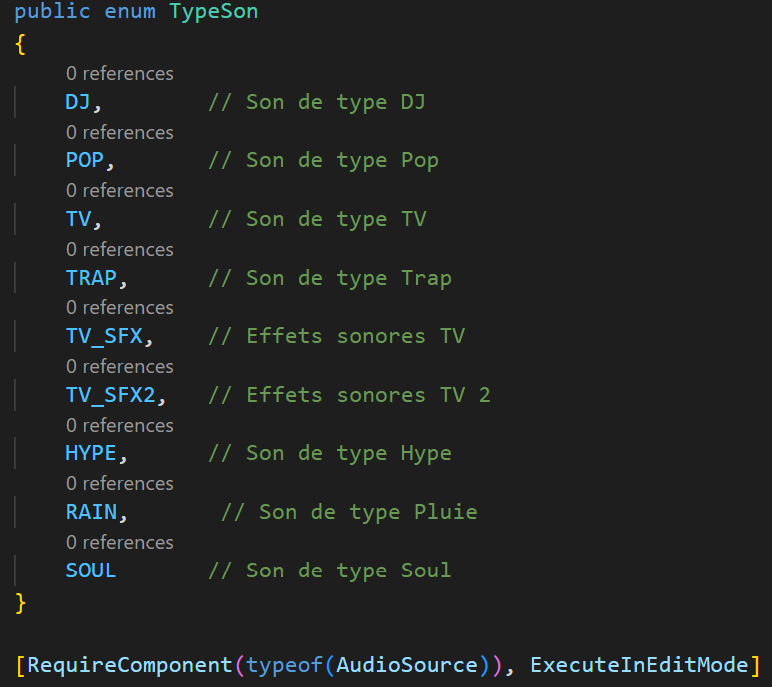 public enum TypeSon
{
0 references
DJ,        // Son de type DJ
0 references
POP,       // Son de type Pop
0 references
TV,        // Son de type TV
0 references
TRAP,      // Son de type Trap
0 references
TV_SFX,    // Effets sonores TV
0 references
TV_SFX2,   // Effets sonores TV 2
0 references
HYPE,      // Son de type Hype
0 references
RAIN,       // Son de type Pluie
0 references
SOUL       // Son de type Soul
}
[RequireComponent(typeof(AudioSource)), ExecuteInEditMode]